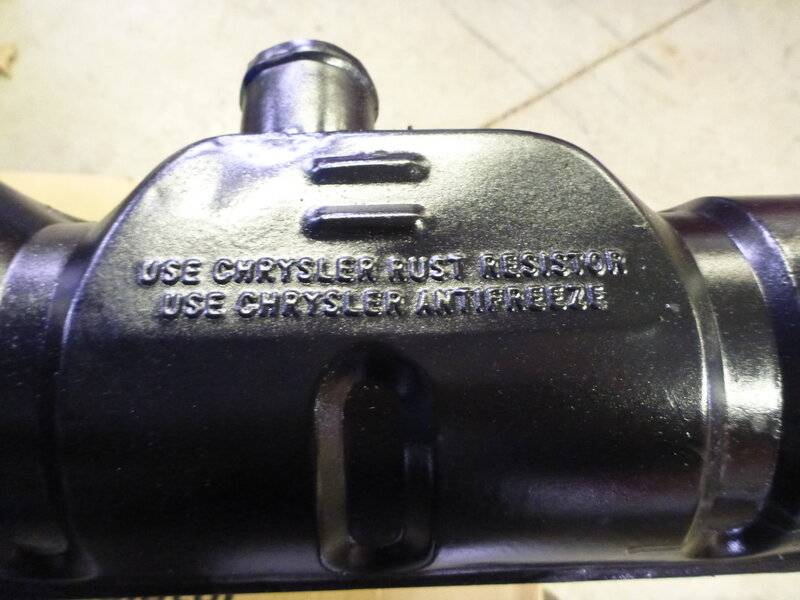 USE CHRYSLER RUST RESISTOR
USE CHRYSLER ANTIFREEZE